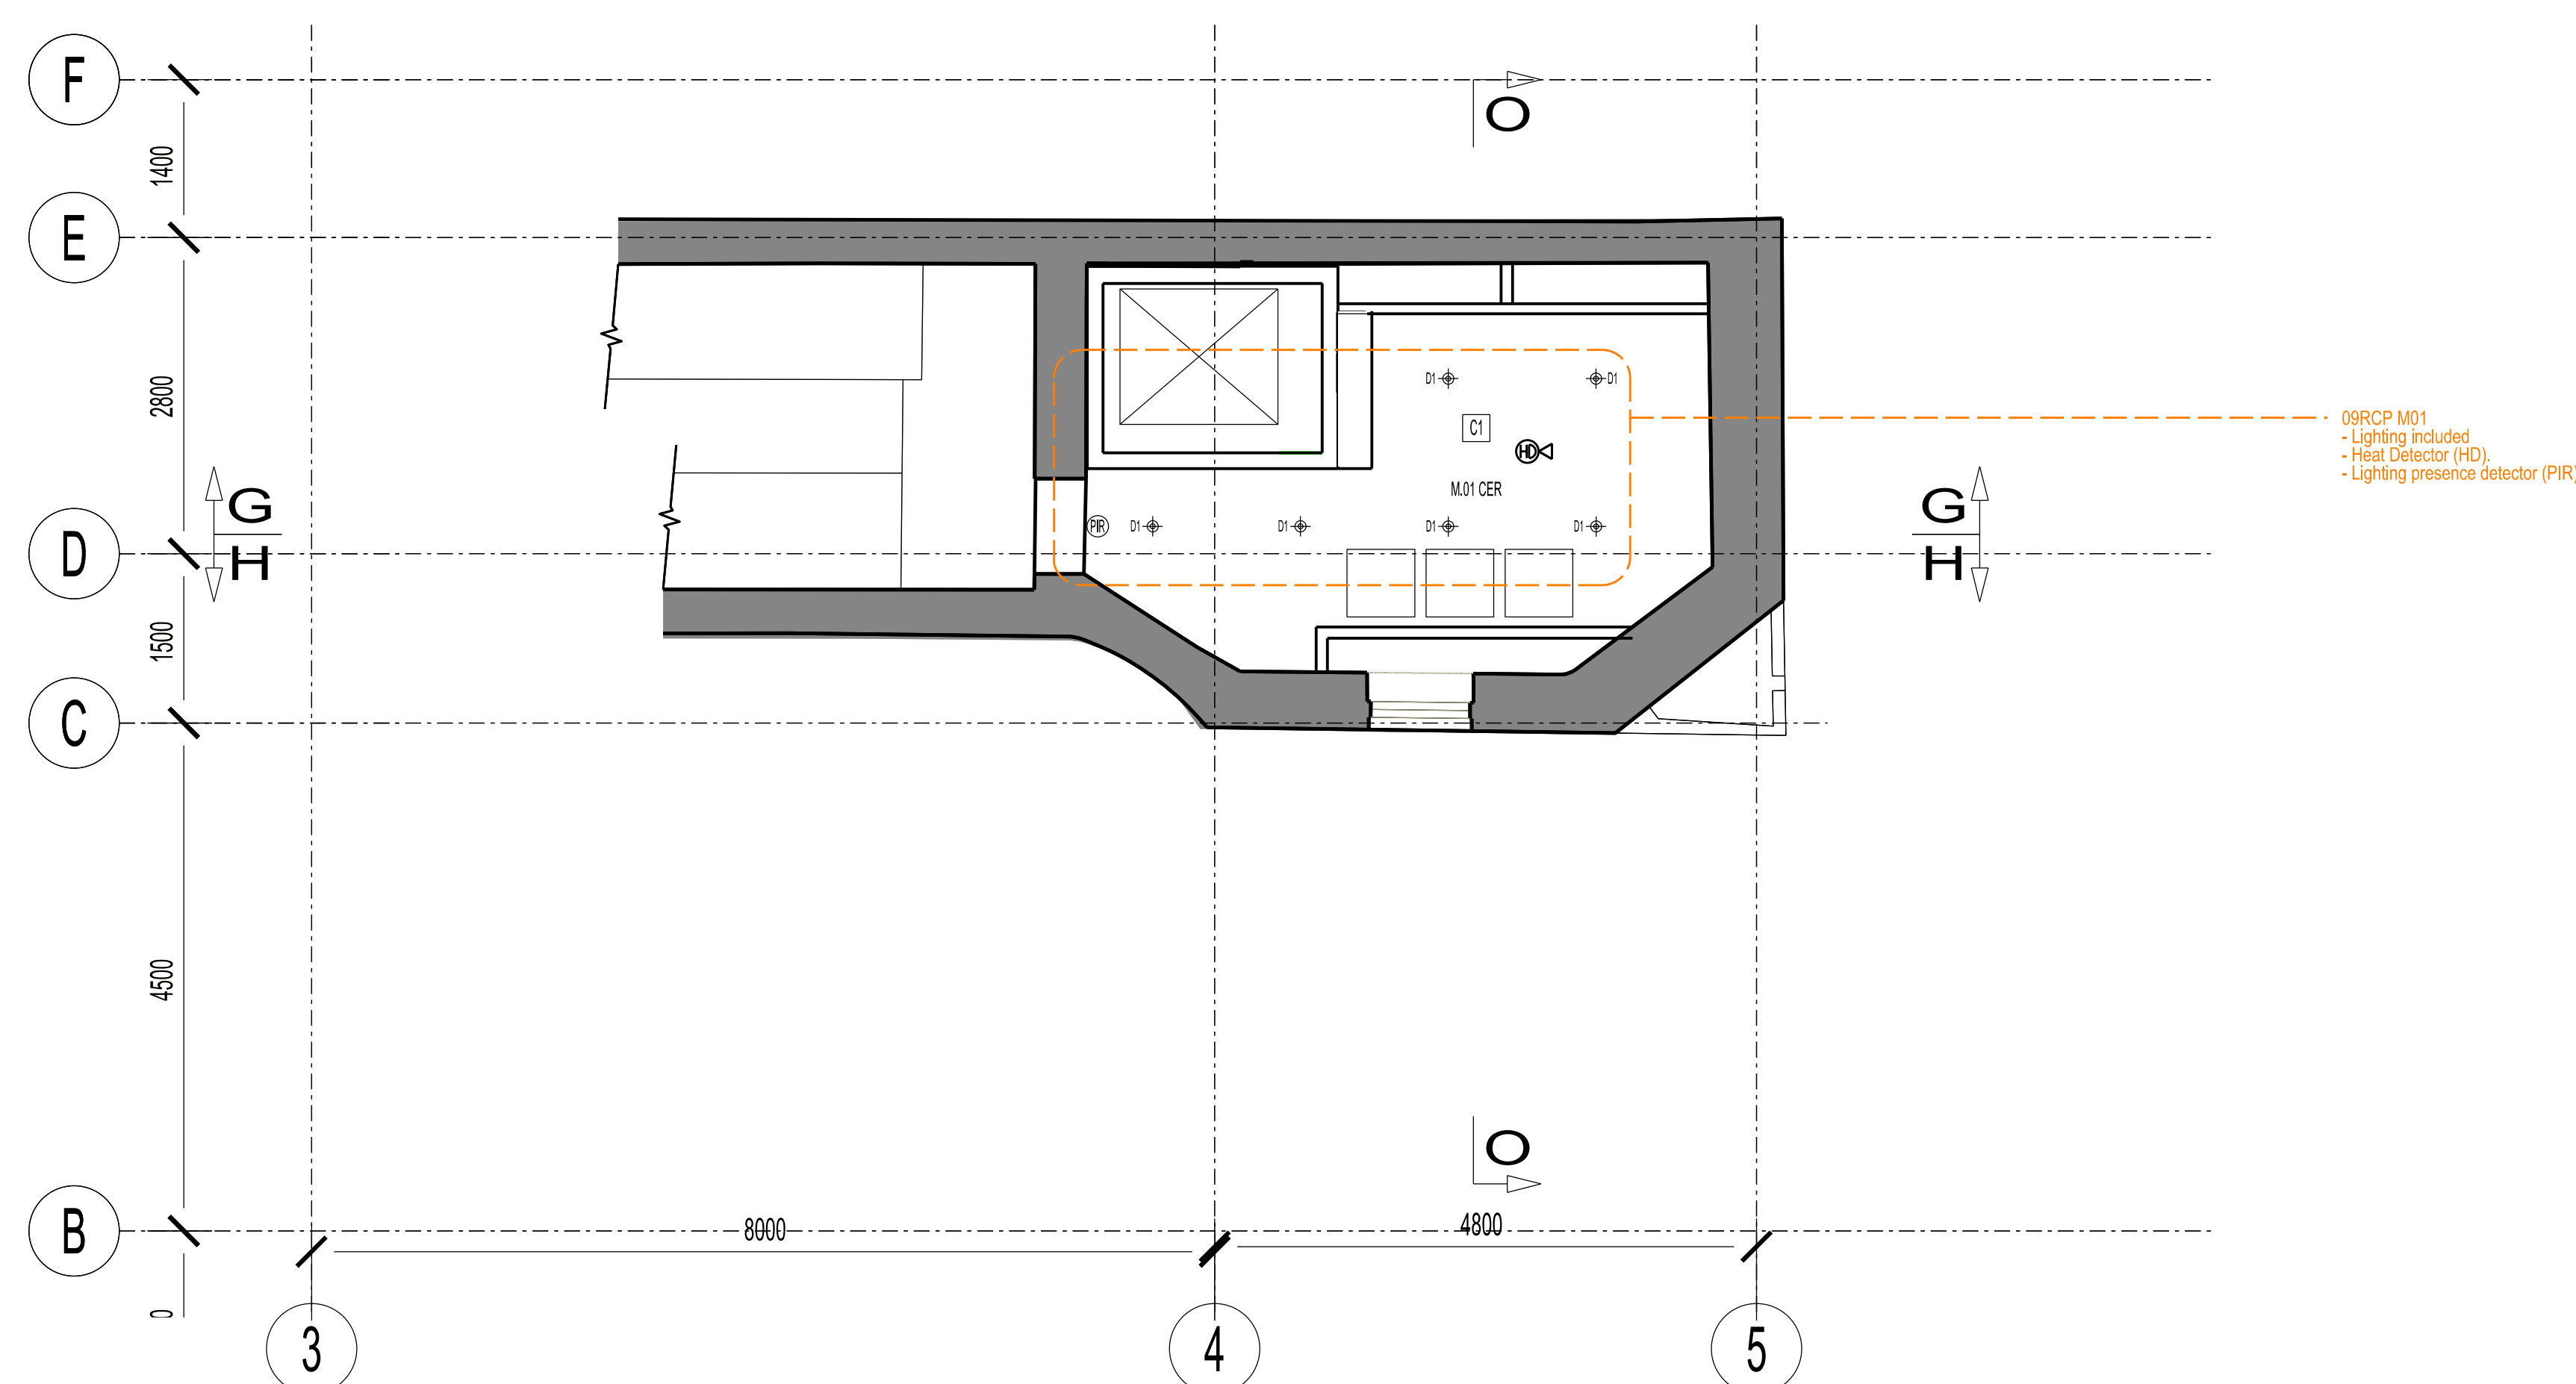 F
O
1400
E
2800
D1
D1
09RCP M01
- Lighting included
- Heat Detector (HD).
- Lighting presence detector (PIR)
C1
HD
M.01 CER
G
H
G
H
PIR
D1
D1
D1
D1
D
1500
C
4500
O
B
8000
4800
0
3
4
5